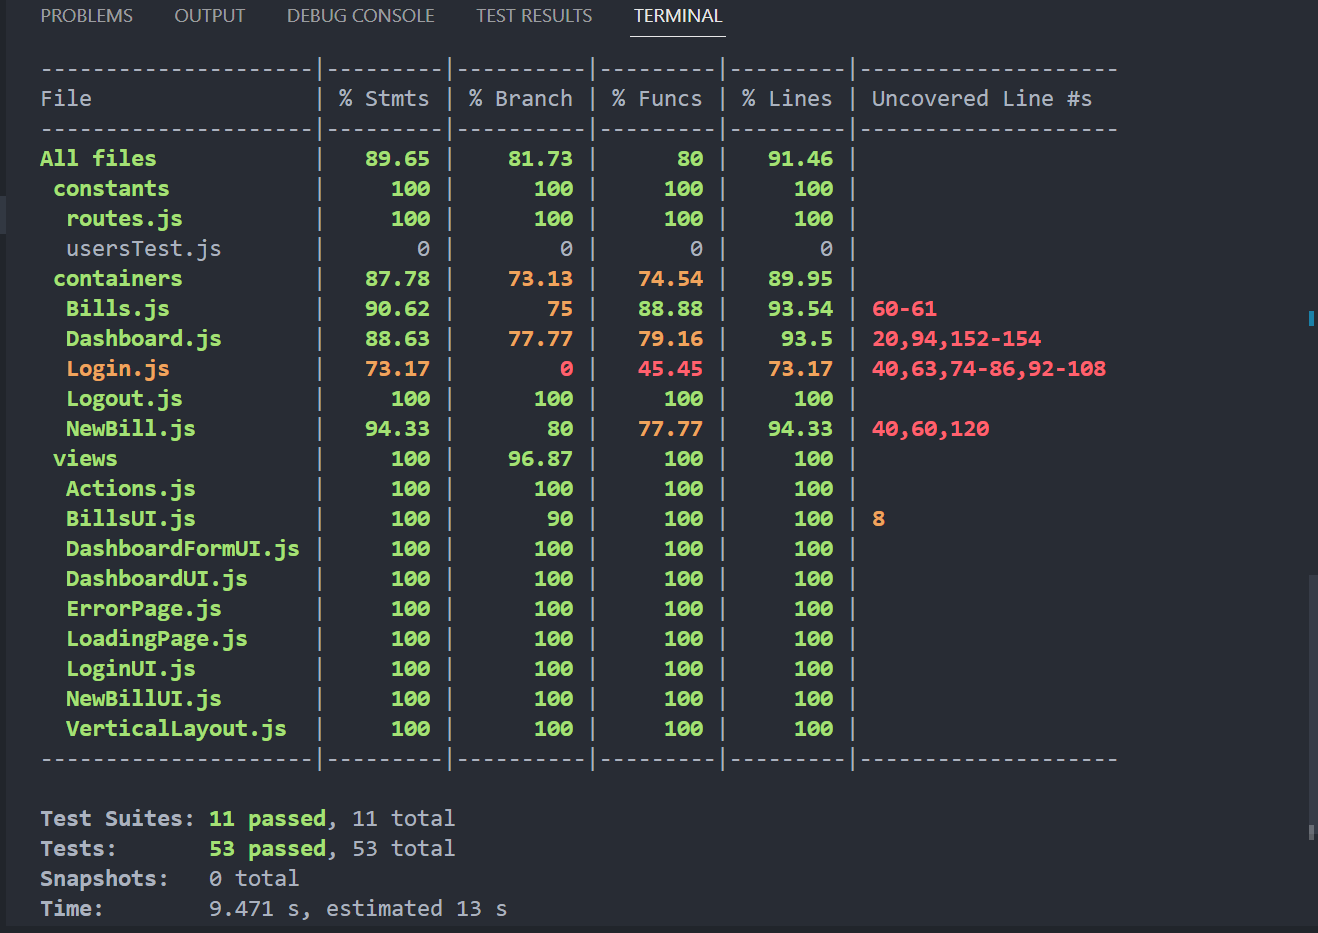 PROBLEMS OUTPUT DEBUG CONSOLE TEST RESULTS TERMINAL
---------------------|---------|----------|---------|---------|--------------------
File                 | % Stmts | % Branch | % Funcs | % Lines | Uncovered Line #s
---------------------|---------|----------|---------|---------|--------------------
All files            |   89.65 |    81.73 |      80 |   91.46 |
 constants           |     100 |      100 |     100 |     100 |
  routes.js          |     100 |      100 |     100 |     100 |
  usersTest.js       |       0 |        0 |       0 |       0 |
 containers          |   87.78 |    73.13 |   74.54 |   89.95 |
  Bills.js           |   90.62 |       75 |   88.88 |   93.54 | 60-61
  Dashboard.js       |   88.63 |    77.77 |   79.16 |    93.5 | 20,94,152-154
  Login.js           |   73.17 |        0 |   45.45 |   73.17 | 40,63,74-86,92-108
  Logout.js          |     100 |      100 |     100 |     100 |
  NewBill.js         |   94.33 |       80 |   77.77 |   94.33 | 40,60,120
 views               |     100 |    96.87 |     100 |     100 |
  Actions.js         |     100 |      100 |     100 |     100 |
  BillsUI.js         |     100 |       90 |     100 |     100 | 8
  DashboardFormUI.js |     100 |      100 |     100 |     100 |
  DashboardUI.js     |     100 |      100 |     100 |     100 |
  ErrorPage.js       |     100 |      100 |     100 |     100 |
  LoadingPage.js     |     100 |      100 |     100 |     100 |
  LoginUI.js         |     100 |      100 |     100 |     100 |
  NewBillUI.js       |     100 |      100 |     100 |     100 |
  VerticalLayout.js  |     100 |      100 |     100 |     100 |
---------------------|---------|----------|---------|---------|--------------------
Test Suites: 11 passed, 11 total
Tests:       53 passed, 53 total
Snapshots:   0 total
Time:        9.471 s, estimated 13 s